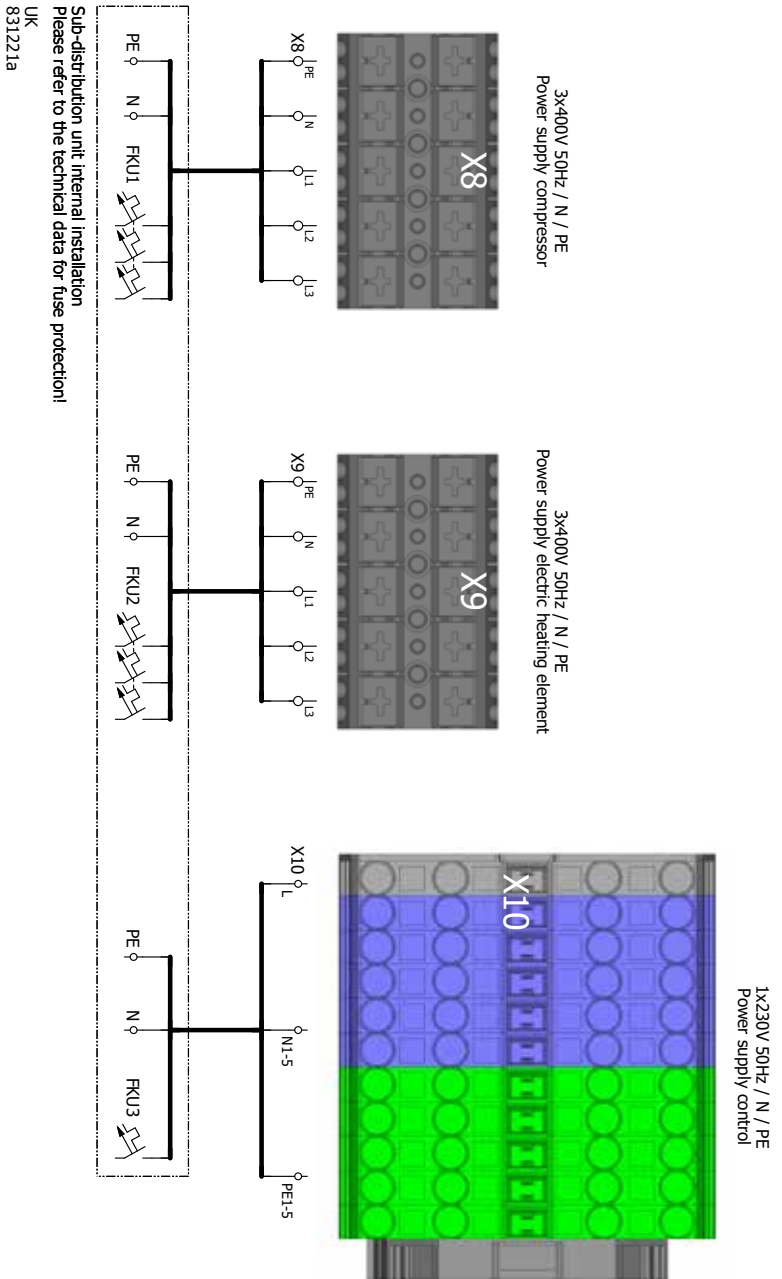 3x400V 50Hz / N / PE
Power supply compressor
X8
X8
PE
N
L1
L2
L3
PE
N
FKU1
3x400V 50Hz / N / PE
Power supply electric heating element
X9
X9
PE
N
L1
L2
L3
PE
N
FKU2
1x230V 50Hz / N / PE
Power supply control
X10
X10
L
N1-5
PE1-5
PE
N
FKU3
Sub-distribution unit internal installation
Please refer to the technical data for fuse protection!
UK
831221a